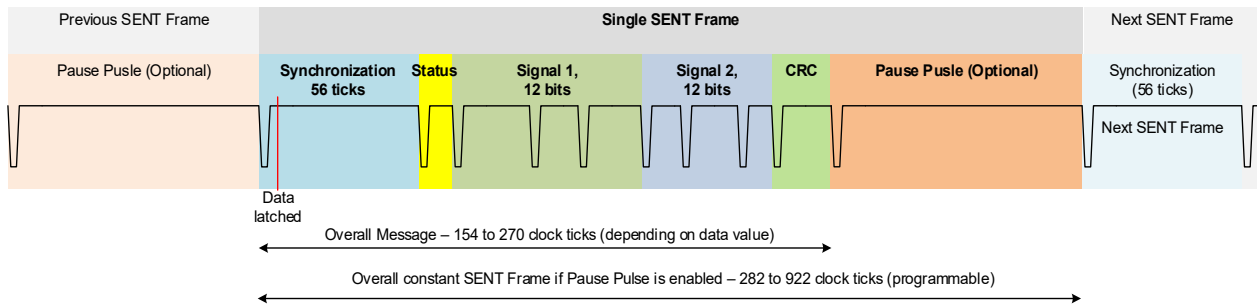 Previous SENT Frame
Single SENT Frame
Next SENT Frame
Pause Pusle (Optional)
Synchronization
56 ticks
Status
Signal 1,
12 bits
Signal 2,
12 bits
CRC
Pause Pusle (Optional)
Synchronization
(56 ticks)
Next SENT Frame
Data
latched
Overall Message – 154 to 270 clock ticks (depending on data value)
Overall constant SENT Frame if Pause Pulse is enabled – 282 to 922 clock ticks (programmable)